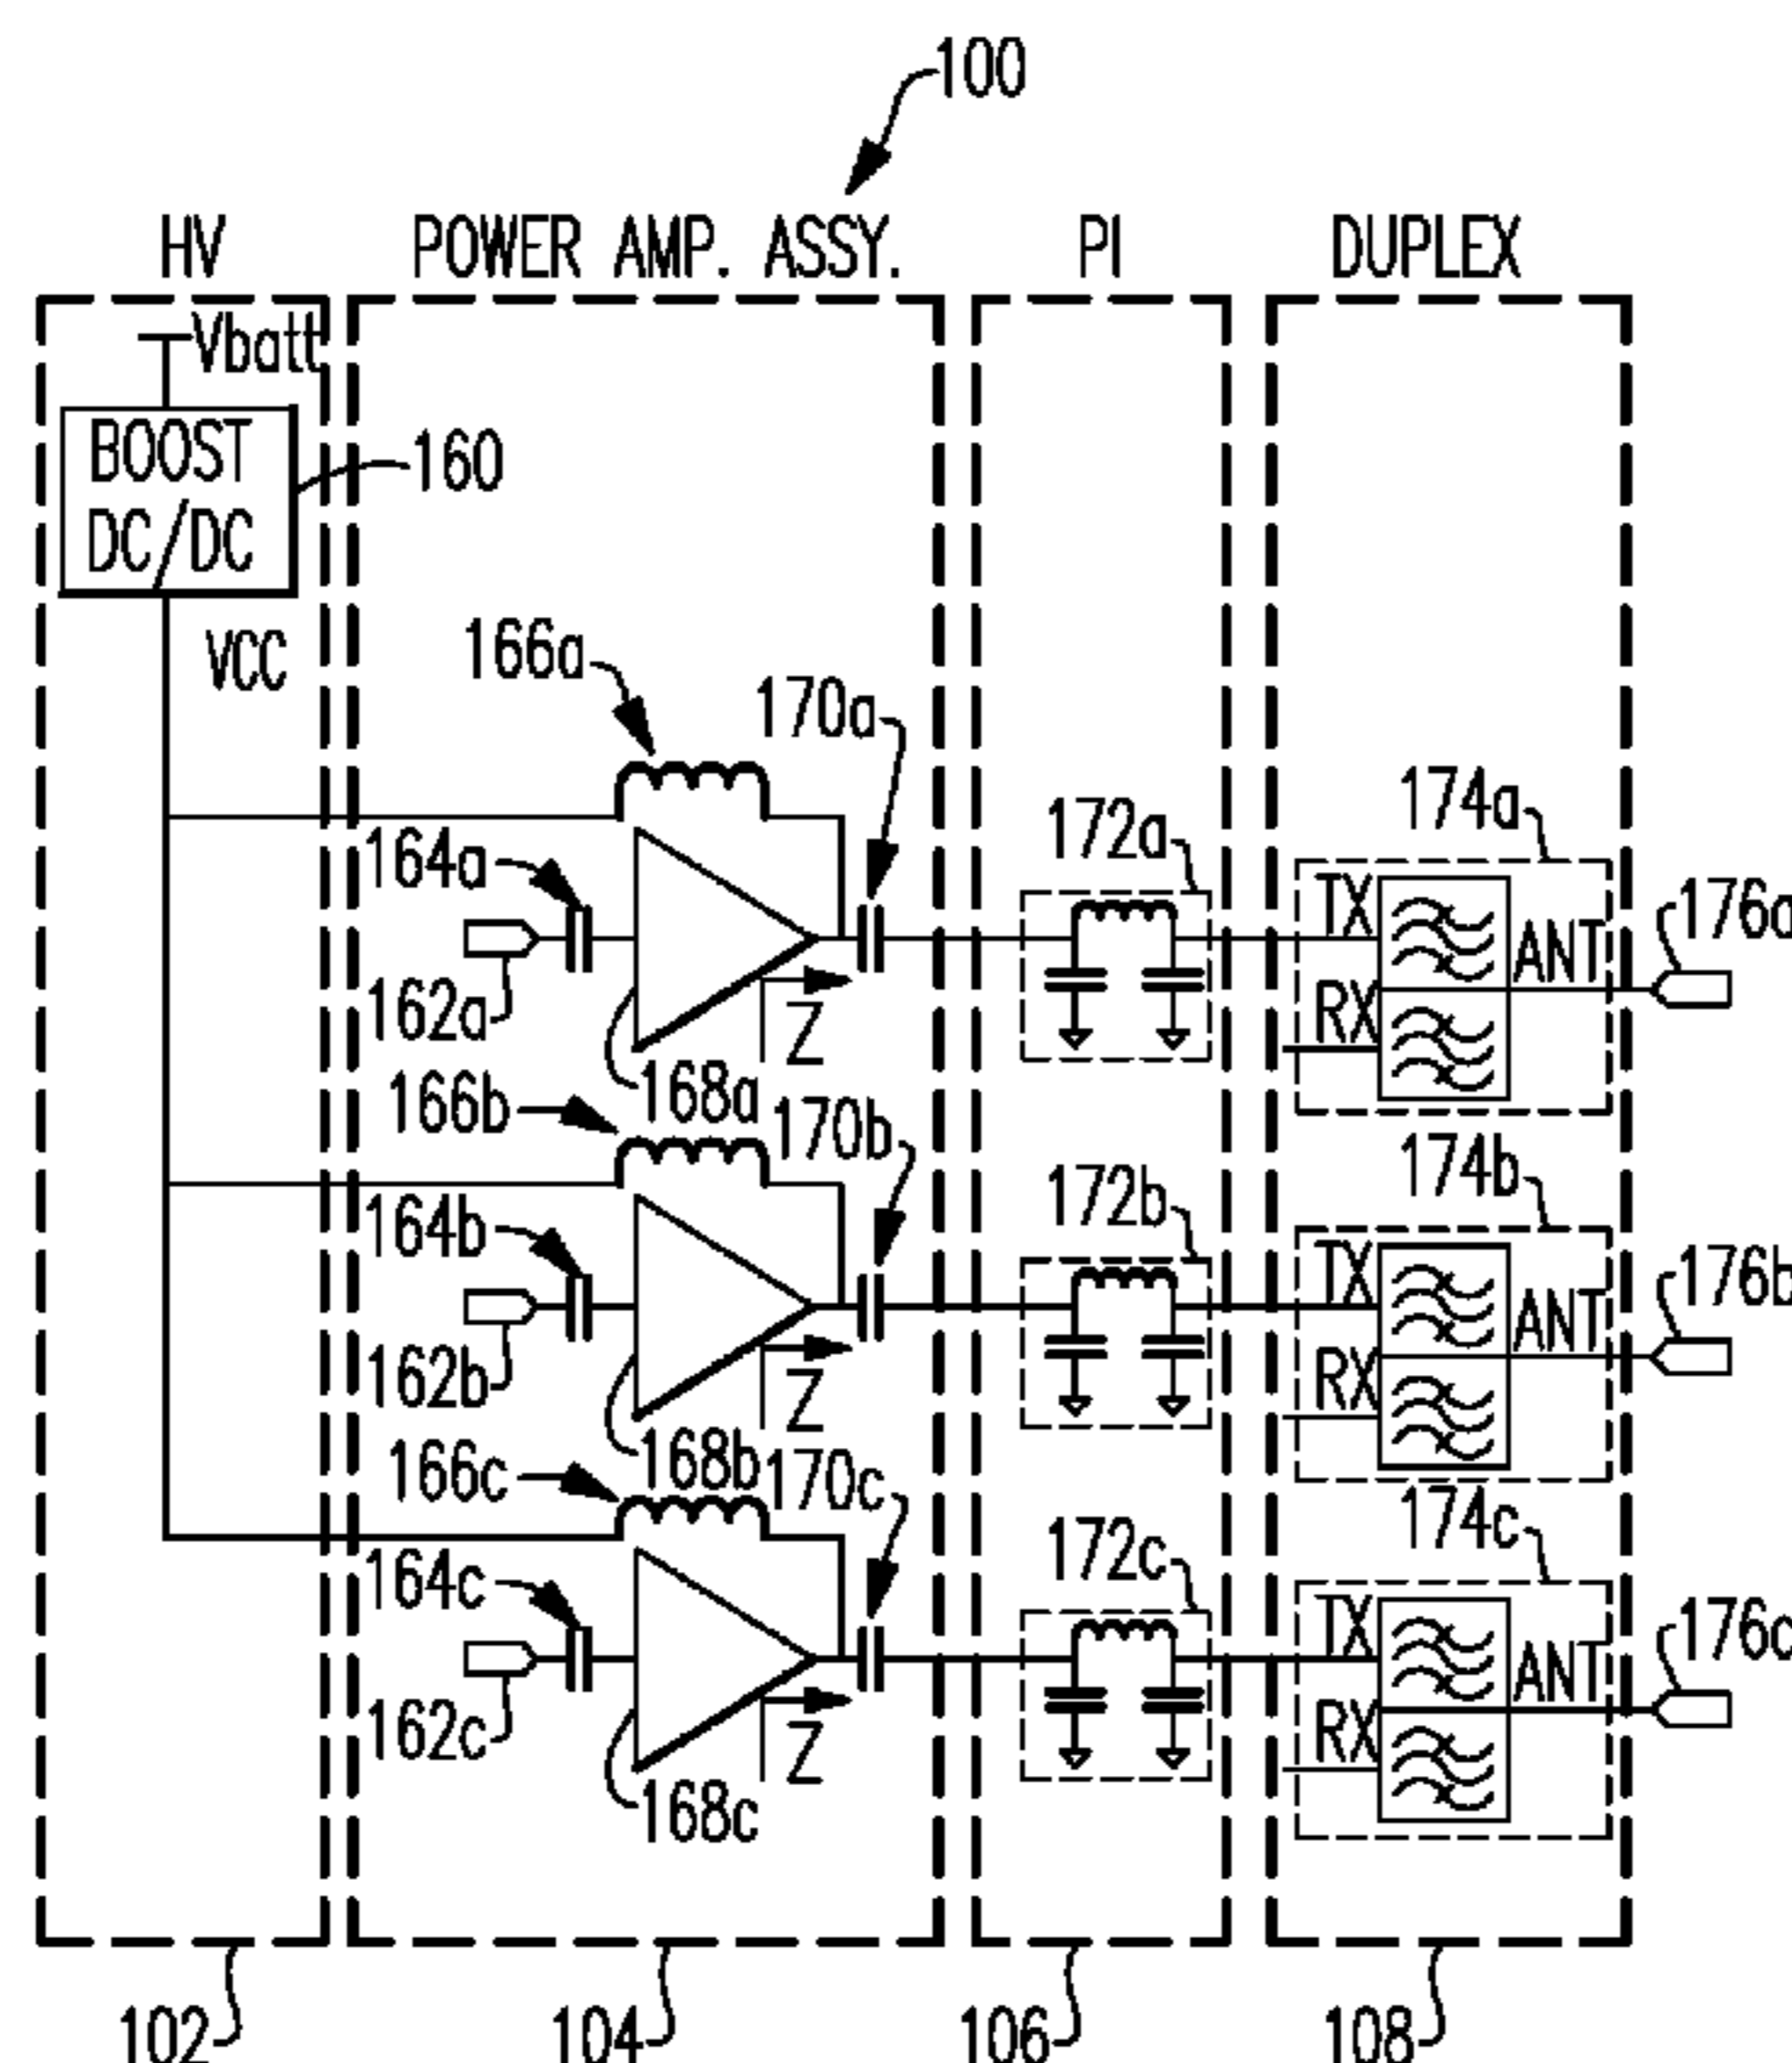 100
HV
POWER AMP. ASSY.
PI
DUPLEX
Vbatt
BOOST
DC/DC
160
VCC
166a
170a
164a
172a
174a
TX
ANT
176a
162a
RX
Z
168a
166b
170b
164b
172b
174b
TX
ANT
176b
162b
RX
Z
168b
166c
170c
164c
172c
174c
TX
ANT
176c
162c
RX
Z
168c
102
104
106
108